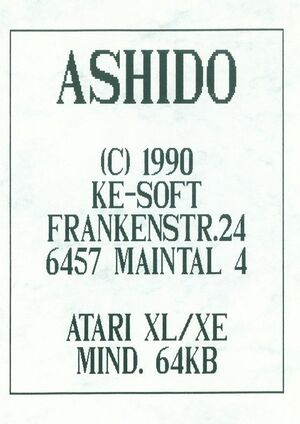 ASHIDO
(C) 1990
KE-SOFT
FRANKENSTR.24
6457 MAINTAL 4
ATARI XL/XE
MIND. 64KB